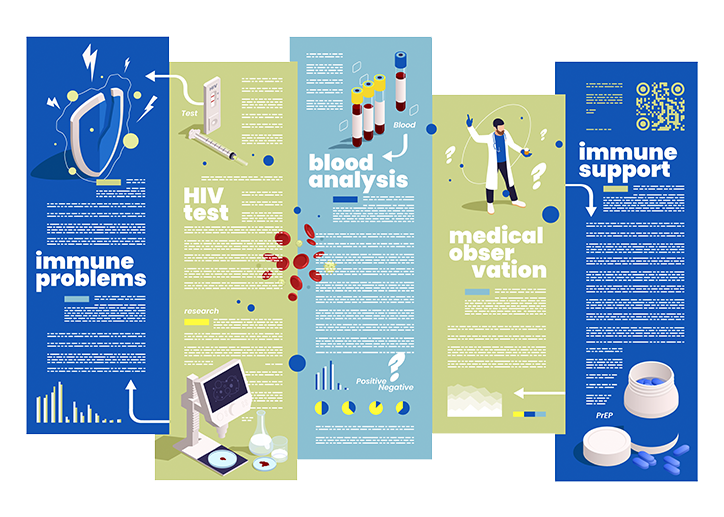 immune
problems
Test
HIV
test
research
Blood
blood
analysis
Positive
Negative
medical
obser
vation
immune
support
PrEP